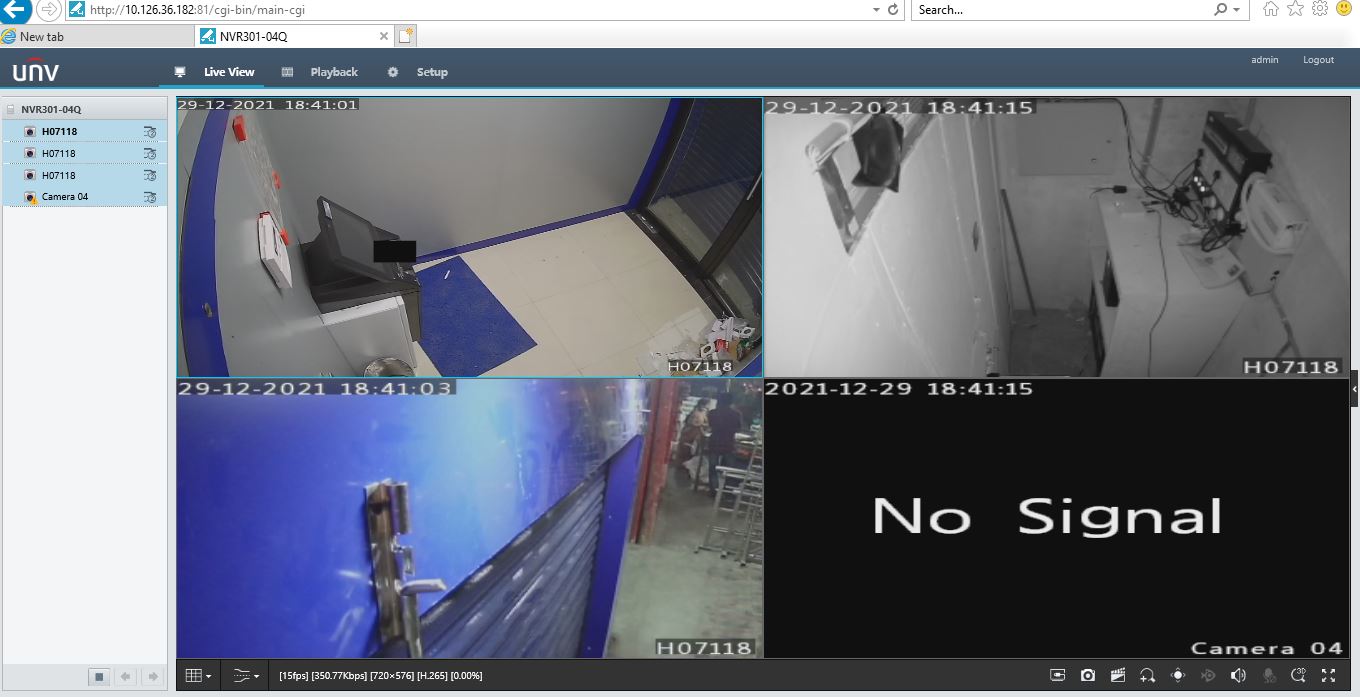 http://10.126.36.182:81/cgi-bin/main-cgi
Search...
New tab
NVR301-04Q
unv
Live View
Playback
Setup
admin
Logout
NVR301-04Q
H07118
H07118
H07118
Camera 04
29-12-2021 18:41:01
H07118
29-12-2021 18:41:15
H07118
29-12-2021 18:41:03
H07118
2021-12-29 18:41:15
No Signal
Camera 04
[15fps] [350.77Kbps] [720×576] [H.265] [0.00%]